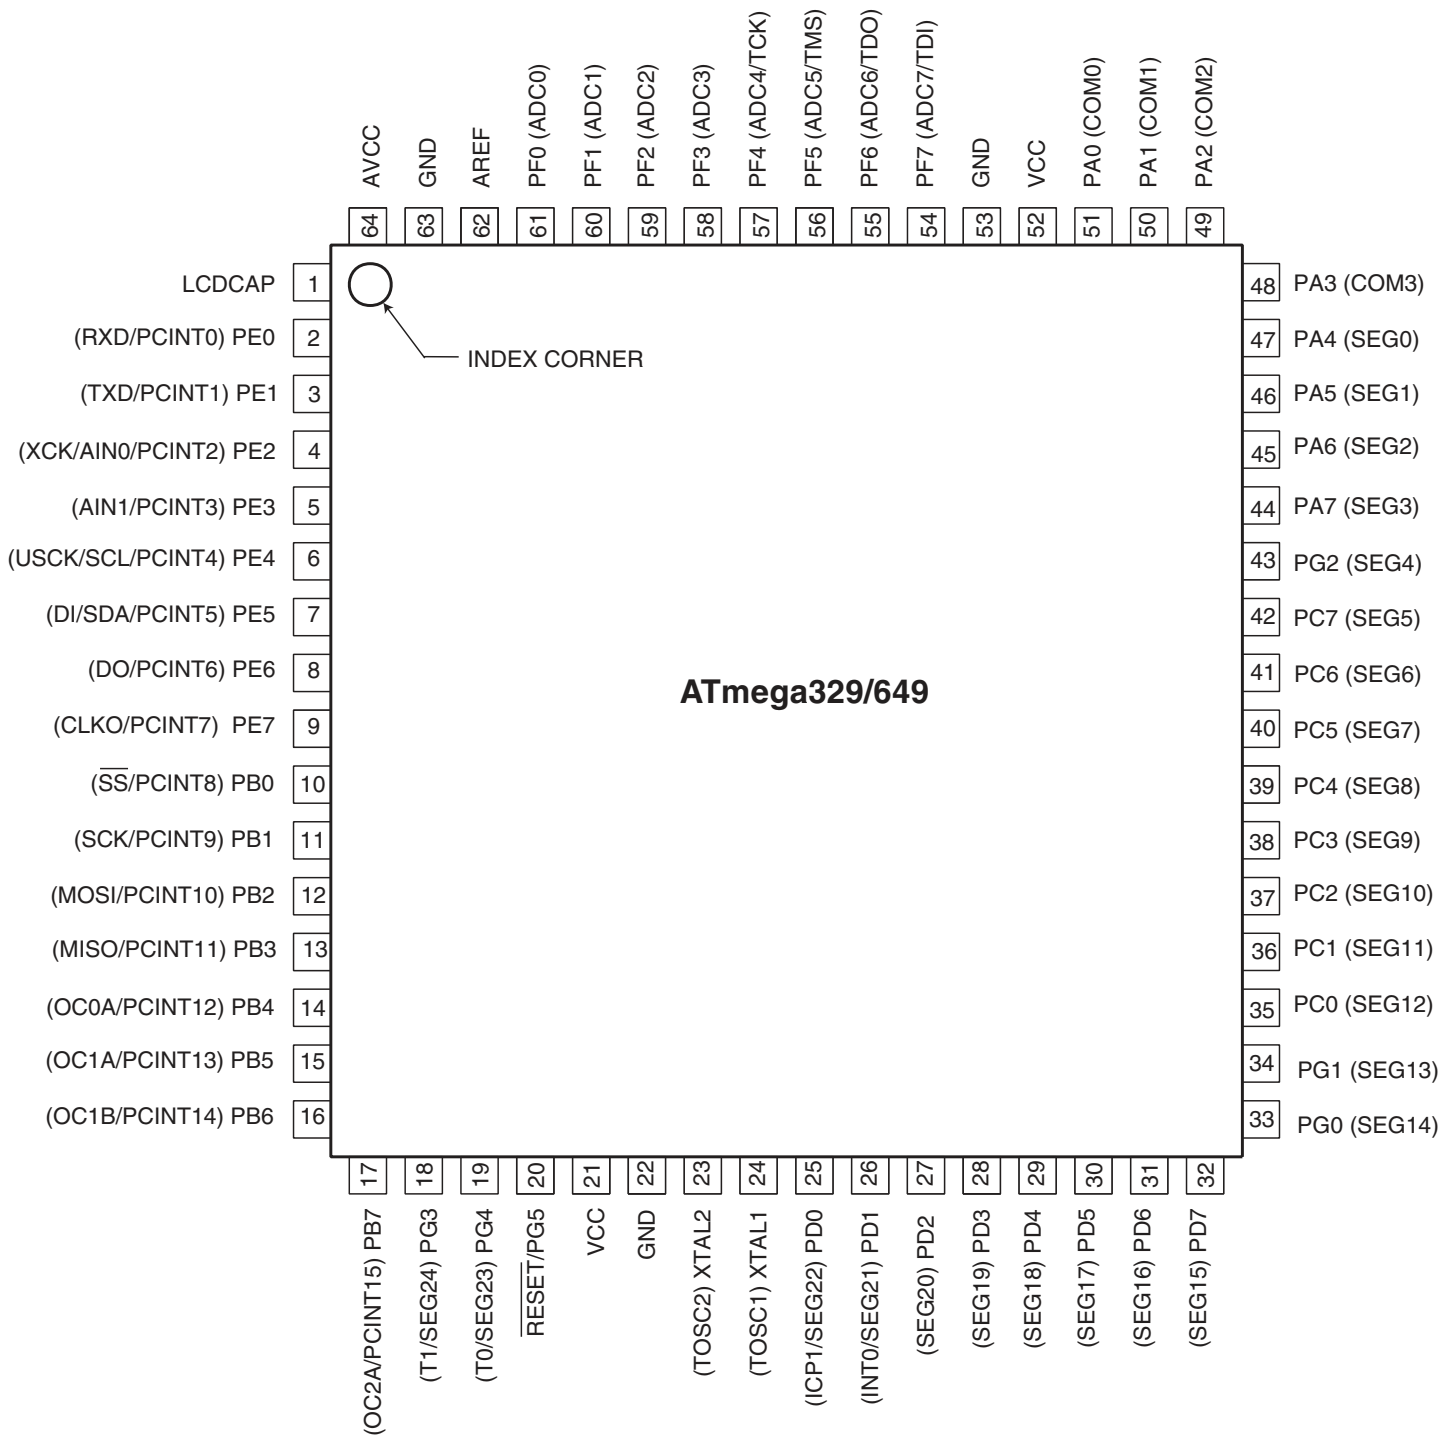 AVCC
GND
AREF
PF0 (ADC0)
PF1 (ADC1)
PF2 (ADC2)
PF3 (ADC3)
PF4 (ADC4/TCK)
PF5 (ADC5/TMS)
PF6 (ADC6/TDO)
PF7 (ADC7/TDI)
GND
VCC
PA0 (COM0)
PA1 (COM1)
PA2 (COM2)
64
63
62
61
60
59
58
57
56
55
54
53
52
51
50
49
LCDCAP 1
(RXD/PCINT0) PE0 2
(TXD/PCINT1) PE1 3
(XCK/AIN0/PCINT2) PE2 4
(AIN1/PCINT3) PE3 5
(USCK/SCL/PCINT4) PE4 6
(DI/SDA/PCINT5) PE5 7
(DO/PCINT6) PE6 8
(CLKO/PCINT7) PE7 9
(SS/PCINT8) PB0 10
(SCK/PCINT9) PB1 11
(MOSI/PCINT10) PB2 12
(MISO/PCINT11) PB3 13
(OC0A/PCINT12) PB4 14
(OC1A/PCINT13) PB5 15
(OC1B/PCINT14) PB6 16
INDEX CORNER
ATmega329/649
48 PA3 (COM3)
47 PA4 (SEG0)
46 PA5 (SEG1)
45 PA6 (SEG2)
44 PA7 (SEG3)
43 PG2 (SEG4)
42 PC7 (SEG5)
41 PC6 (SEG6)
40 PC5 (SEG7)
39 PC4 (SEG8)
38 PC3 (SEG9)
37 PC2 (SEG10)
36 PC1 (SEG11)
35 PC0 (SEG12)
34 PG1 (SEG13)
33 PG0 (SEG14)
17
18
19
20
21
22
23
24
25
26
27
28
29
30
31
32
(OC2A/PCINT15) PB7
(T1/SEG24) PG3
(T0/SEG23) PG4
RESET/PG5
VCC
GND
(TOSC2) XTAL2
(TOSC1) XTAL1
(ICP1/SEG22) PD0
(INT0/SEG21) PD1
(SEG20) PD2
(SEG19) PD3
(SEG18) PD4
(SEG17) PD5
(SEG16) PD6
(SEG15) PD7